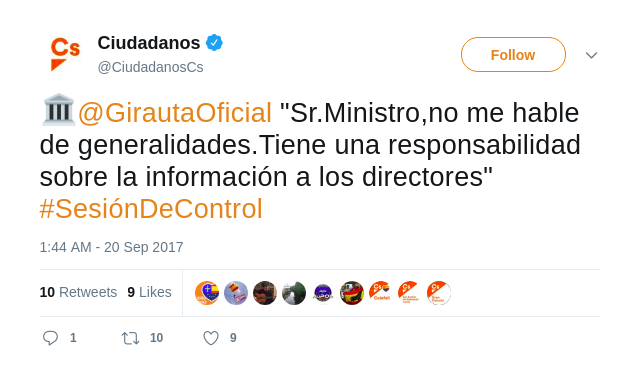 Cs
Ciudadanos
@CiudadanosCs
Follow
@GirautaOficial "Sr.Ministro,no me hable
de generalidades.Tiene una responsabilidad
sobre la información a los directores"
#SesiónDeControl
1:44 AM - 20 Sep 2017
10 Retweets 9 Likes
1 10 9